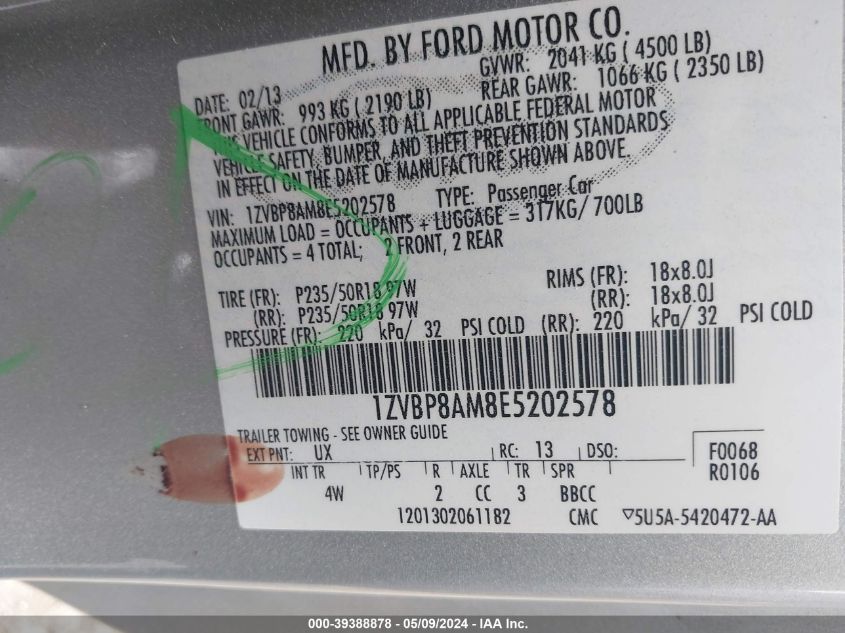 MFD. BY FORD MOTOR CO.
DATE: 02/13 GVWR: 2041 KG ( 4500 LB)
FRONT GAWR: 993 KG ( 2190 LB) REAR GAWR: 1066 KG ( 2350 LB)
THIS VEHICLE CONFORMS TO ALL APPLICABLE FEDERAL MOTOR
VEHICLE SAFETY, BUMPER, AND THEFT PREVENTION STANDARDS
IN EFFECT ON THE DATE OF MANUFACTURE SHOWN ABOVE.
VIN: 1ZVBP8AM8E5202578 TYPE: Passenger Car
MAXIMUM LOAD = OCCUPANTS + LUGGAGE = 317KG/ 700LB
OCCUPANTS = 4 TOTAL; 2 FRONT, 2 REAR
TIRE (FR): P235/50R18 97W RIMS (FR): 18x8.0J
(RR): P235/50R18 97W (RR): 18x8.0J
PRESSURE (FR): 220 kPa/ 32 PSI COLD (RR): 220 kPa/ 32 PSI COLD
1ZVBP8AM8E5202578
TRAILER TOWING - SEE OWNER GUIDE
EXT PNT: UX RC: 13 DSO: F0068
INT TR TP/PS R AXLE TR SPR R0106
4W 2 CC 3 BBCC
1201302061182 CMC ▽5U5A-5420472-AA
000-39388878 - 05/09/2024 - IAA Inc.